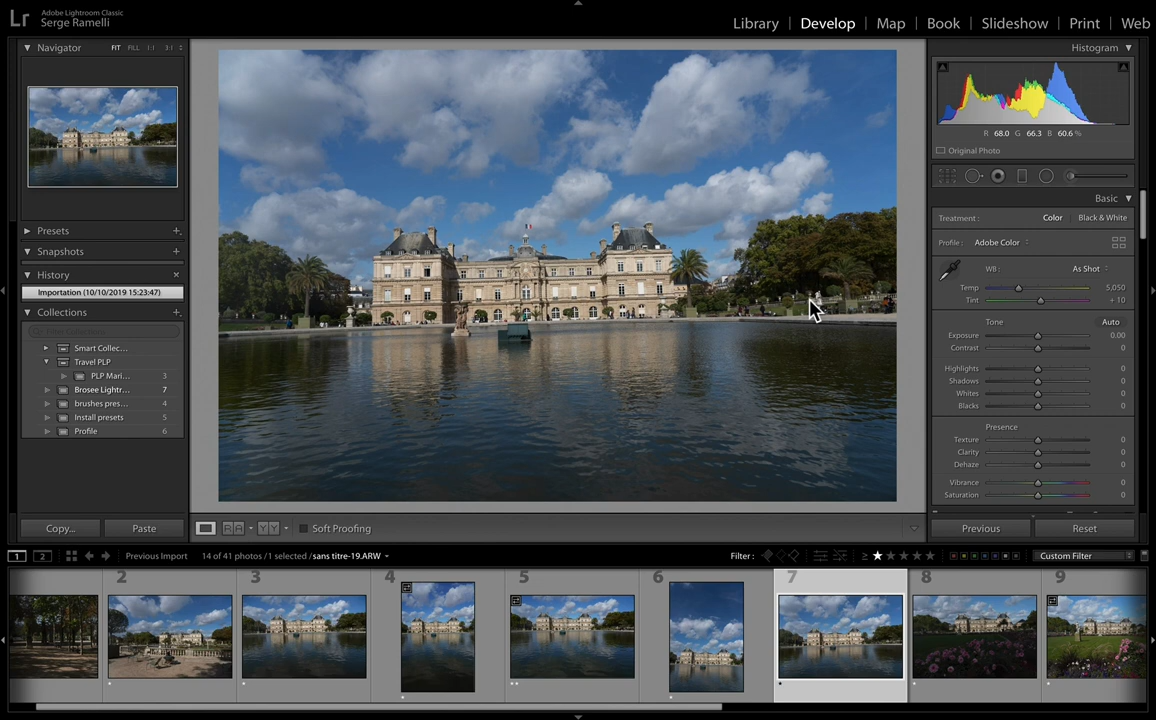 Lr Adobe Lightroom Classic
Serge Ramelli
Library | Develop | Map | Book | Slideshow | Print | Web
Navigator FIT FILL 1:1 3:1
Presets
Snapshots
History
Importation (10/10/2019 15:23:47)
Collections
Smart Collec...
Travel PLP
PLP Mari... 3
Brosee Lightr... 7
brushes pres... 4
Install presets 5
Profile 6
Copy... Paste
Soft Proofing
Histogram
R 68.0 G 66.3 B 60.6 %
Original Photo
Basic
Treatment : Color Black & White
Profile : Adobe Color
WB : As Shot
Temp 5,050
Tint + 10
Tone Auto
Exposure 0.00
Contrast 0
Highlights 0
Shadows 0
Whites 0
Blacks 0
Presence
Texture 0
Clarity 0
Dehaze 0
Vibrance 0
Saturation 0
Previous Reset
1 2 Previous Import 14 of 41 photos / 1 selected / sans titre-19.ARW Filter : ≥ Custom Filter
2 3 4 5 6 7 8 9